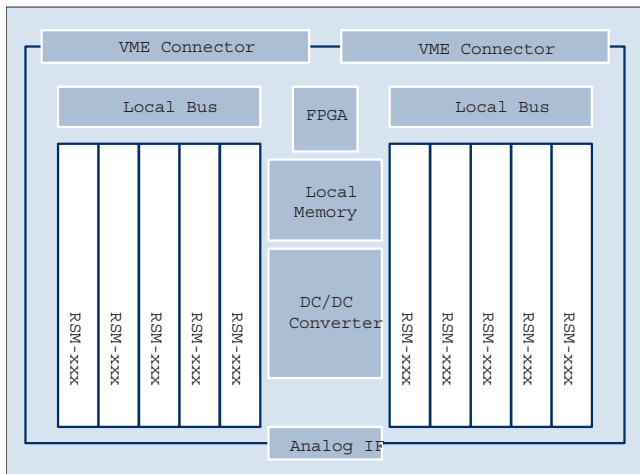 VME Connector
VME Connector
Local Bus
FPGA
Local Bus
Local
Memory
DC/DC
Converter
RSM-xxx
RSM-xxx
RSM-xxx
RSM-xxx
RSM-xxx
RSM-xxx
RSM-xxx
RSM-xxx
RSM-xxx
RSM-xxx
Analog IF